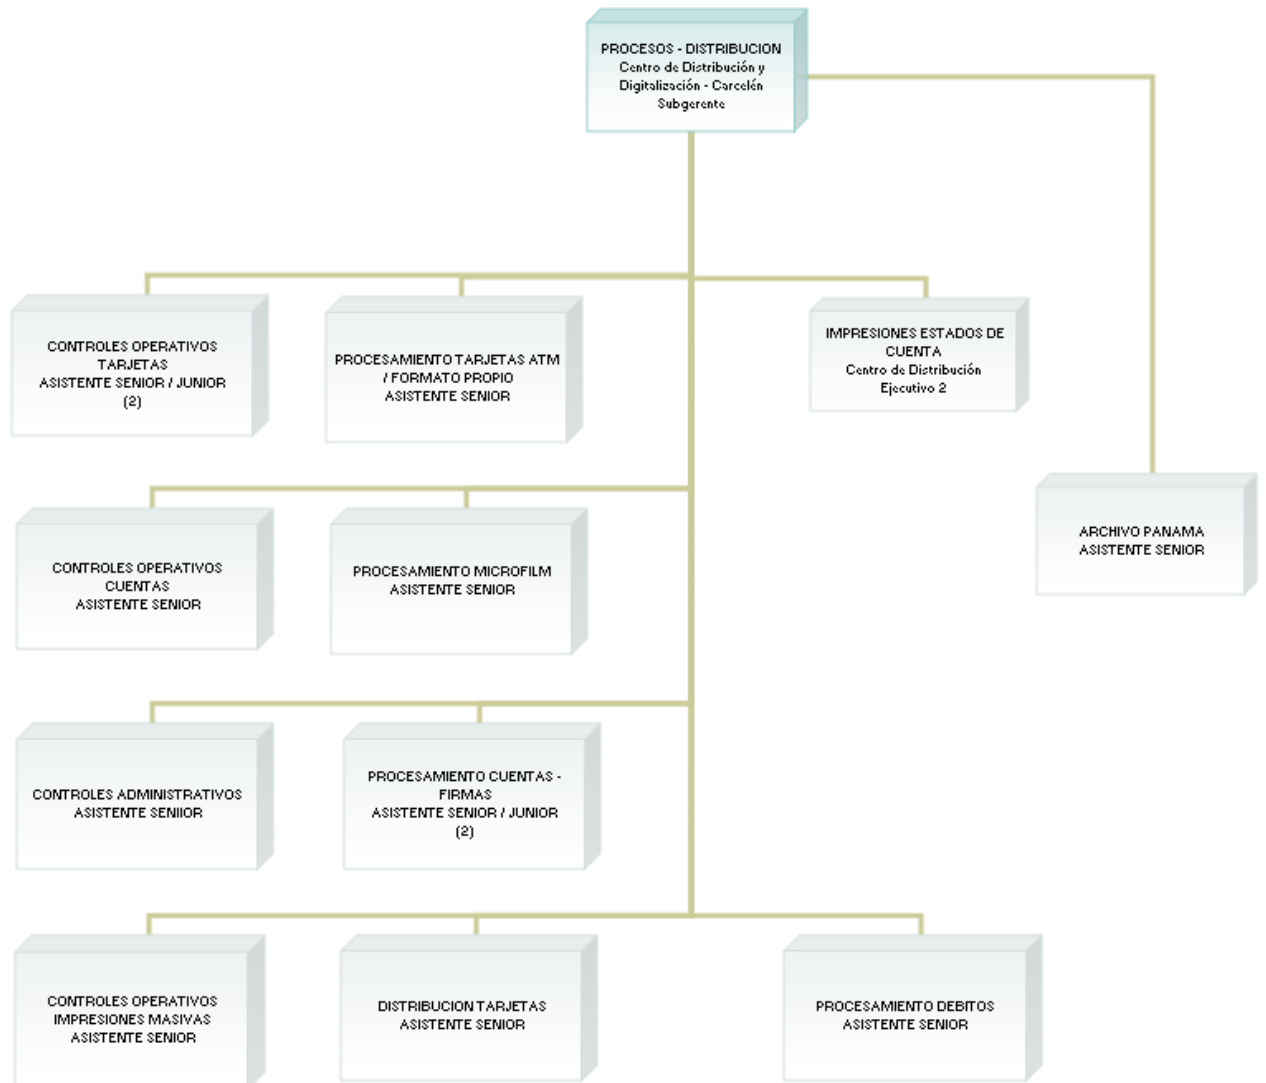 PROCESOS - DISTRIBUCION
Centro de Distribución y
Digitalización - Carcelén
Subgerente
CONTROLES OPERATIVOS
TARJETAS
ASISTENTE SENIOR / JUNIOR
(2)
PROCESAMIENTO TARJETAS ATM
/ FORMATO PROPIO
ASISTENTE SENIOR
IMPRESIONES ESTADOS DE
CUENTA
Centro de Distribución
Ejecutivo 2
ARCHIVO PANAMA
ASISTENTE SENIOR
CONTROLES OPERATIVOS
CUENTAS
ASISTENTE SENIOR
PROCESAMIENTO MICROFILM
ASISTENTE SENIOR
CONTROLES ADMINISTRATIVOS
ASISTENTE SENIIOR
PROCESAMIENTO CUENTAS -
FIRMAS
ASISTENTE SENIOR / JUNIOR
(2)
CONTROLES OPERATIVOS
IMPRESIONES MASIVAS
ASISTENTE SENIOR
DISTRIBUCION TARJETAS
ASISTENTE SENIOR
PROCESAMIENTO DEBITOS
ASISTENTE SENIOR